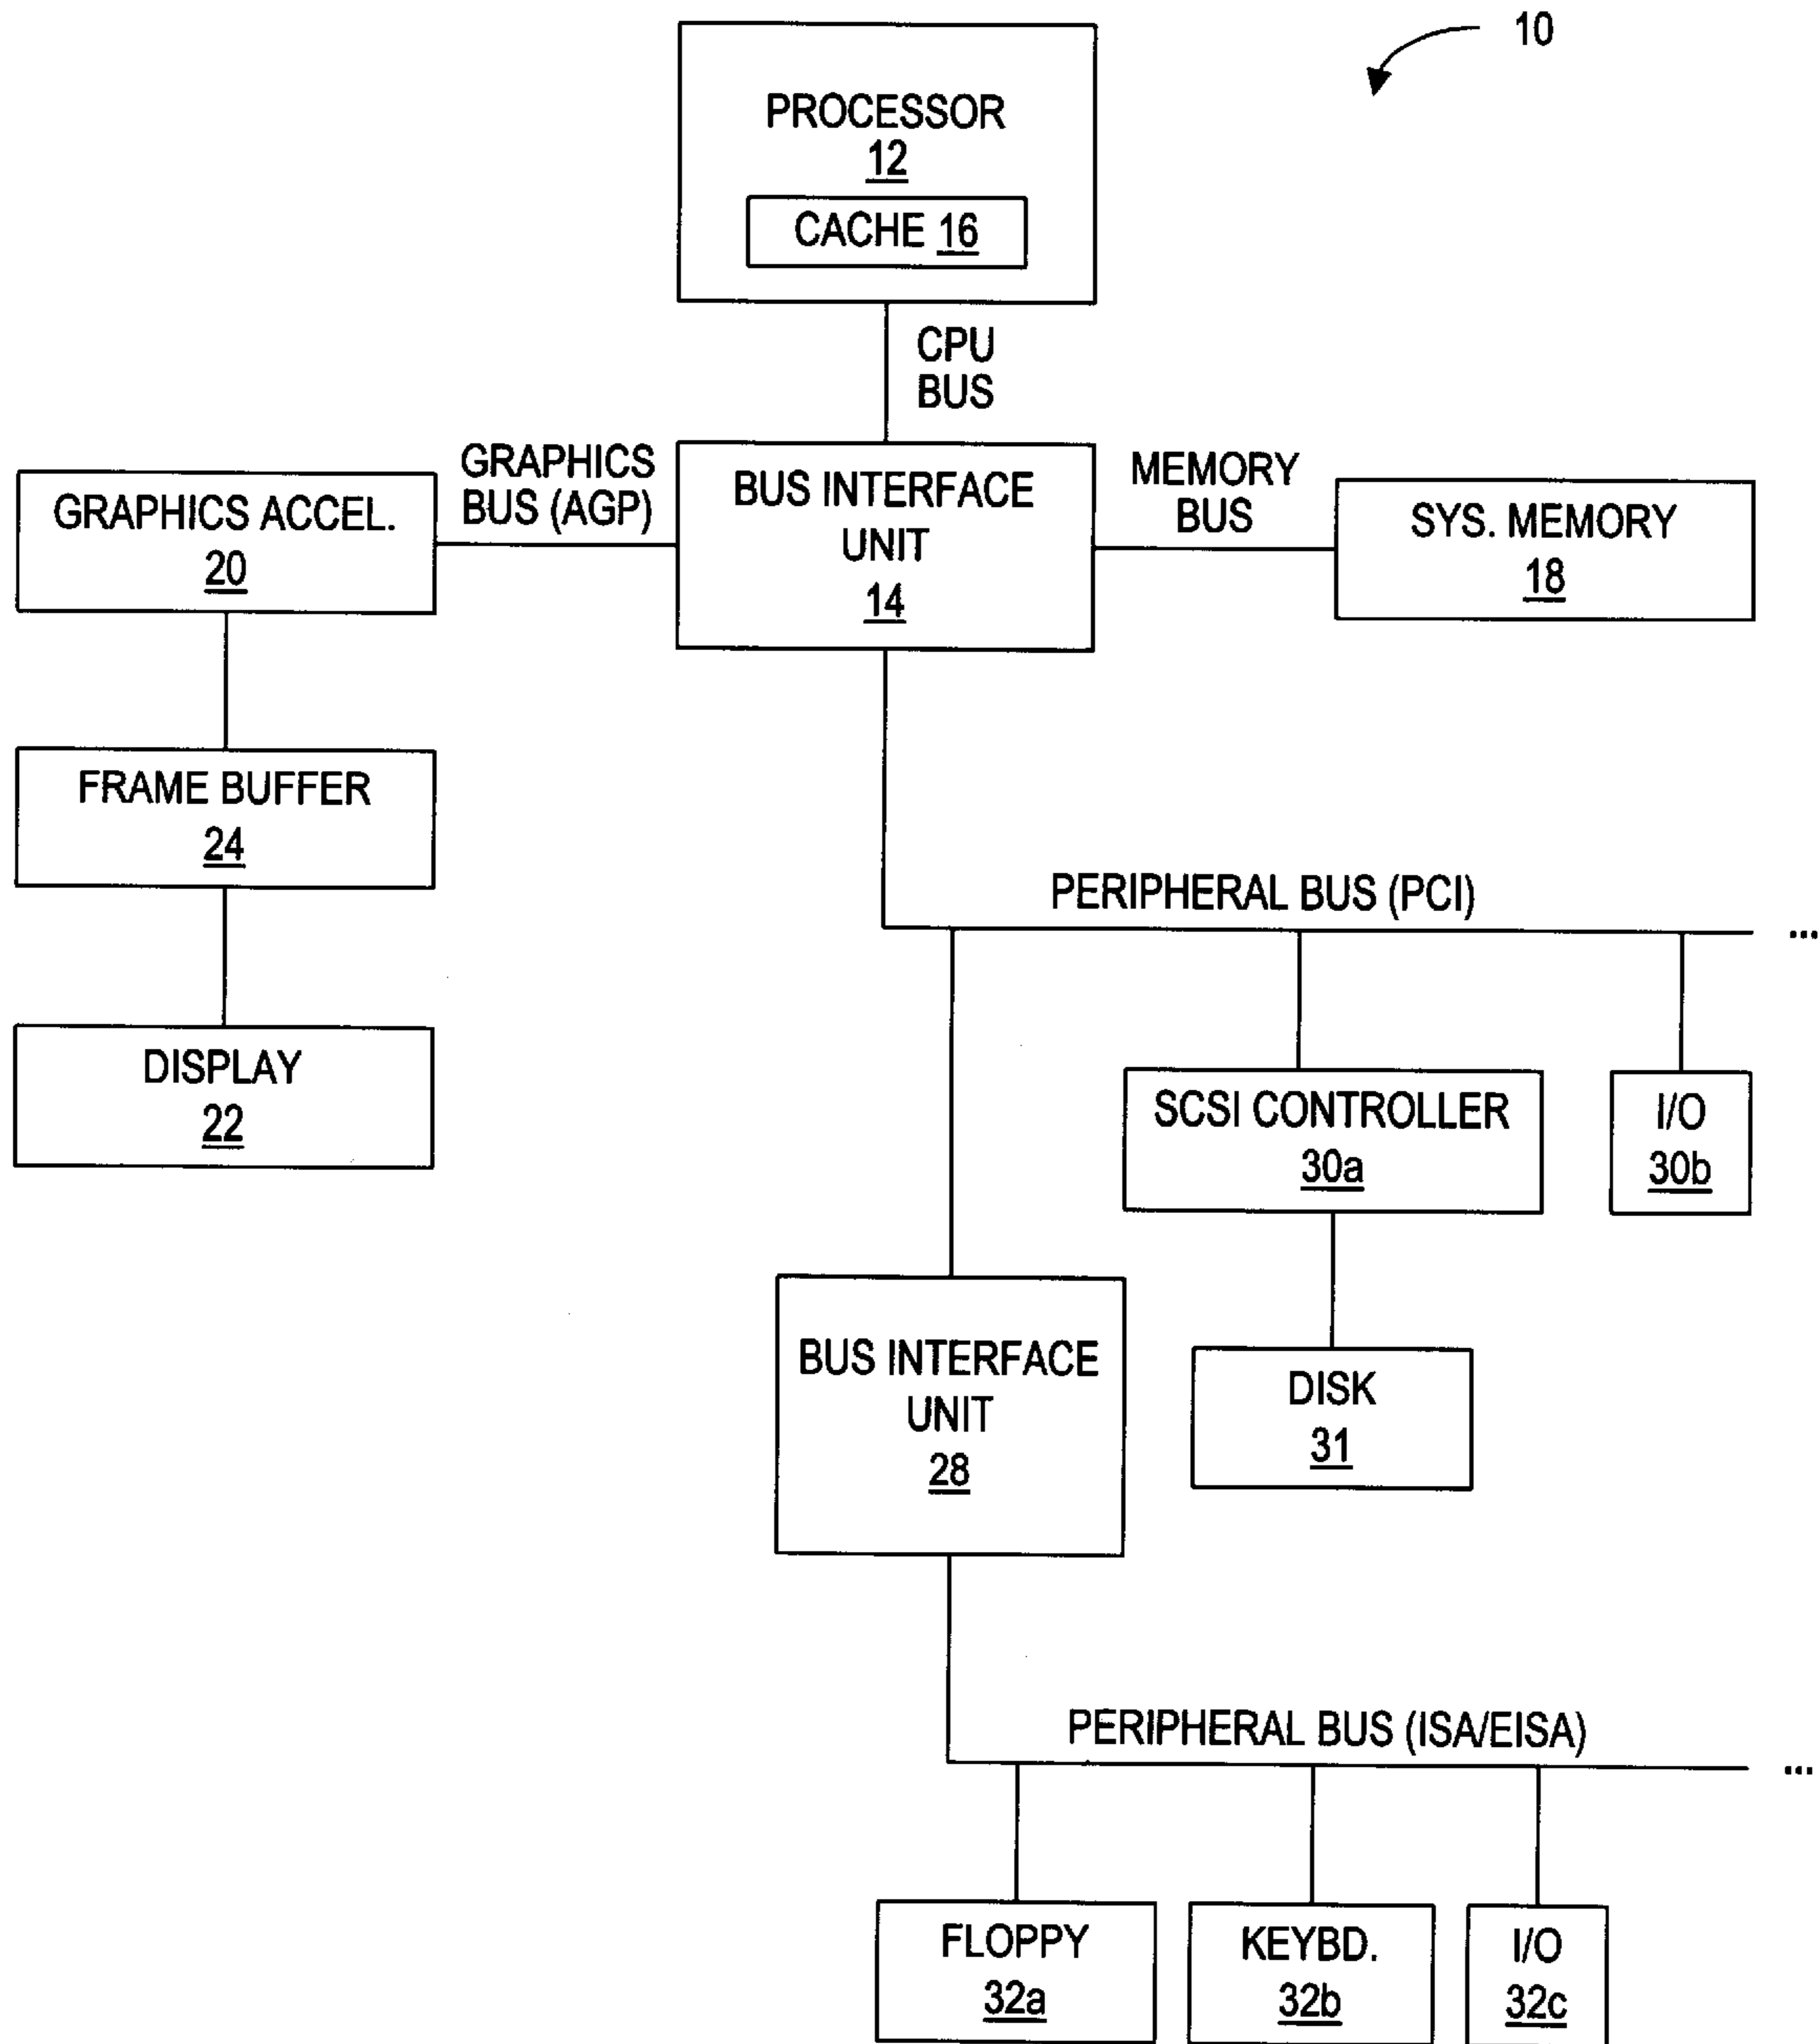 10
PROCESSOR
12
CACHE 16
CPU
BUS
GRAPHICS
BUS (AGP)
GRAPHICS ACCEL.
20
BUS INTERFACE
UNIT
14
MEMORY
BUS
SYS. MEMORY
18
FRAME BUFFER
24
PERIPHERAL BUS (PCI)
...
DISPLAY
22
SCSI CONTROLLER
30a
I/O
30b
BUS INTERFACE
UNIT
28
DISK
31
PERIPHERAL BUS (ISA/EISA)
...
FLOPPY
32a
KEYBD.
32b
I/O
32c